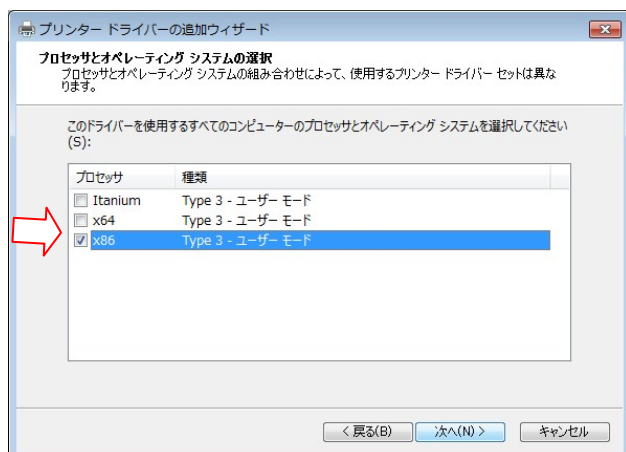 プリンター ドライバーの追加ウィザード
プロセッサとオペレーティング システムの選択
プロセッサとオペレーティング システムの組み合わせによって、使用するプリンター ドライバー セットは異な
ります。
このドライバーを使用するすべてのコンピューターのプロセッサとオペレーティング システムを選択してください
(S):
プロセッサ 種類
Itanium Type 3 - ユーザー モード
x64 Type 3 - ユーザー モード
x86 Type 3 - ユーザー モード
< 戻る(B) 次へ(N) > キャンセル